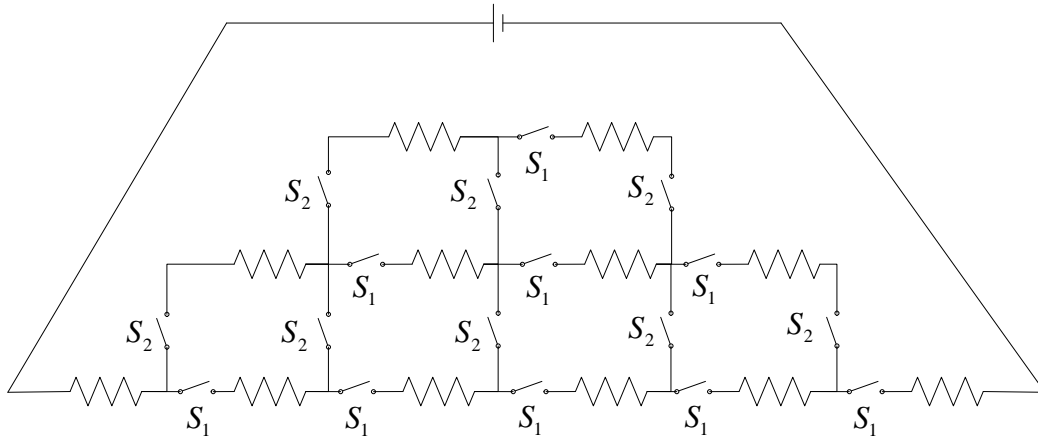 S₁
S₂ S₂ S₂
S₁ S₁ S₁
S₂ S₂ S₂ S₂ S₂
S₁ S₁ S₁ S₁ S₁